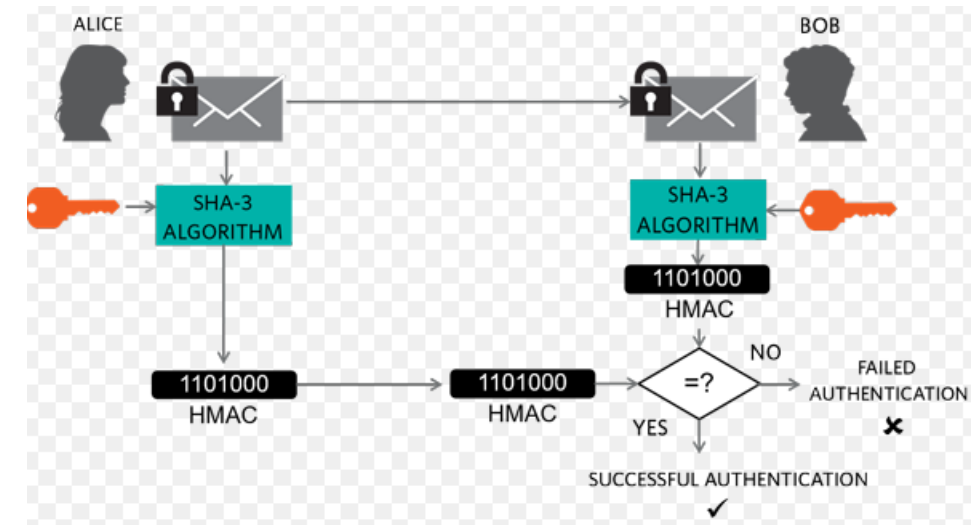 ALICE
BOB
SHA-3
ALGORITHM
SHA-3
ALGORITHM
1101000
HMAC
NO
FAILED
AUTHENTICATION
1101000
HMAC
1101000
HMAC
=?
YES
SUCCESSFUL AUTHENTICATION